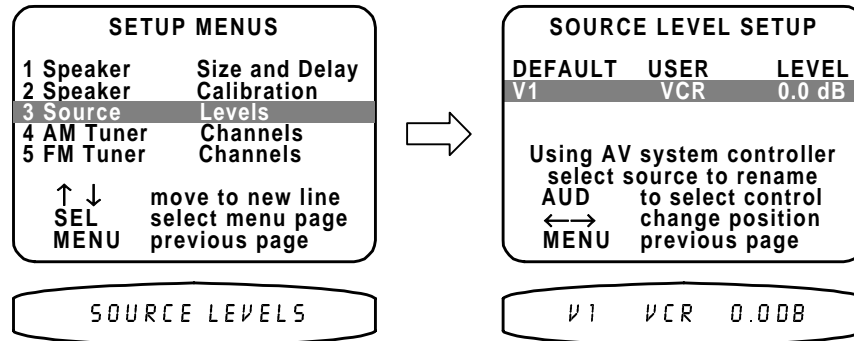 SETUP MENUS
1 Speaker Size and Delay
2 Speaker Calibration
3 Source Levels
4 AM Tuner Channels
5 FM Tuner Channels
↑ ↓ move to new line
SEL select menu page
MENU previous page
SOURCE LEVELS
SOURCE LEVEL SETUP
DEFAULT USER LEVEL
V1 VCR 0.0 dB
Using AV system controller
select source to rename
AUD to select control
←→ change position
MENU previous page
V1 VCR 0.0DB